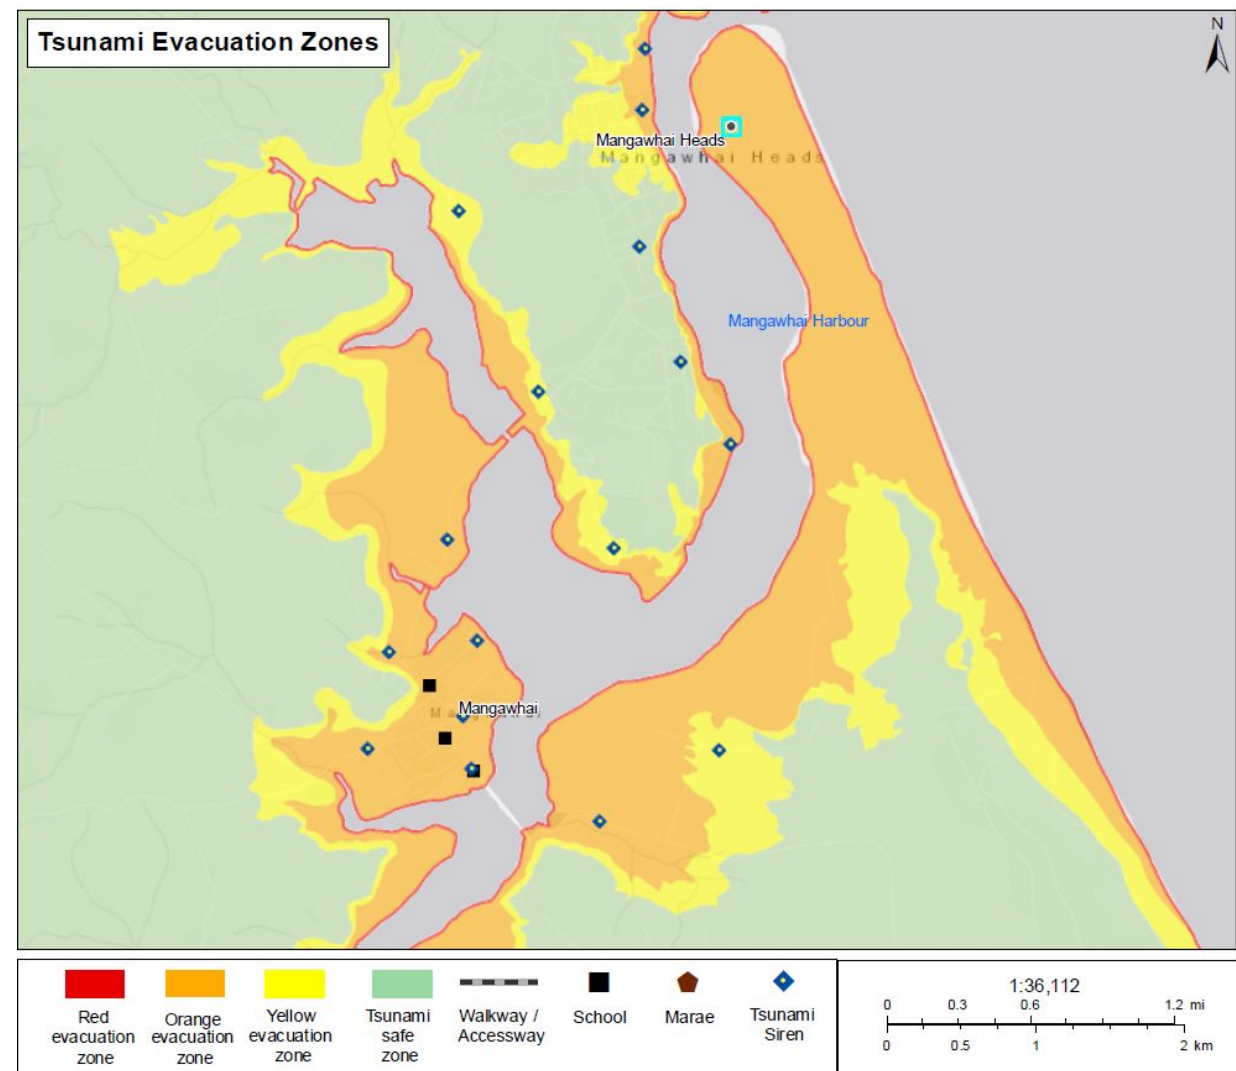 Tsunami Evacuation Zones
N
Mangawhai Heads
Mangawhai Heads
Mangawhai Harbour
Mangawhai
Red
evacuation
zone
Orange
evacuation
zone
Yellow
evacuation
zone
Tsunami
safe
zone
Walkway /
Accessway
School
Marae
Tsunami
Siren
1:36,112
0 0.3 0.6 1.2 mi
0 0.5 1 2 km